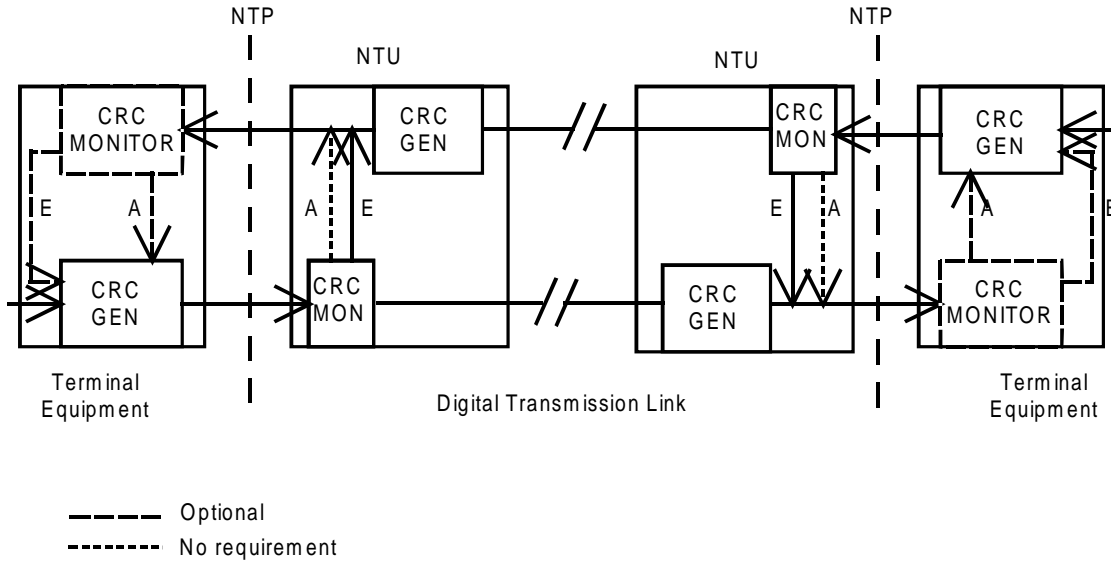 NTP
NTP
NTU
NTU
CRC
MONITOR
CRC
GEN
CRC
MON
CRC
GEN
E
A
A
E
E
A
A
E
CRC
GEN
CRC
MON
CRC
GEN
CRC
MONITOR
Terminal
Equipment
Digital Transmission Link
Terminal
Equipment
Optional
No requirement